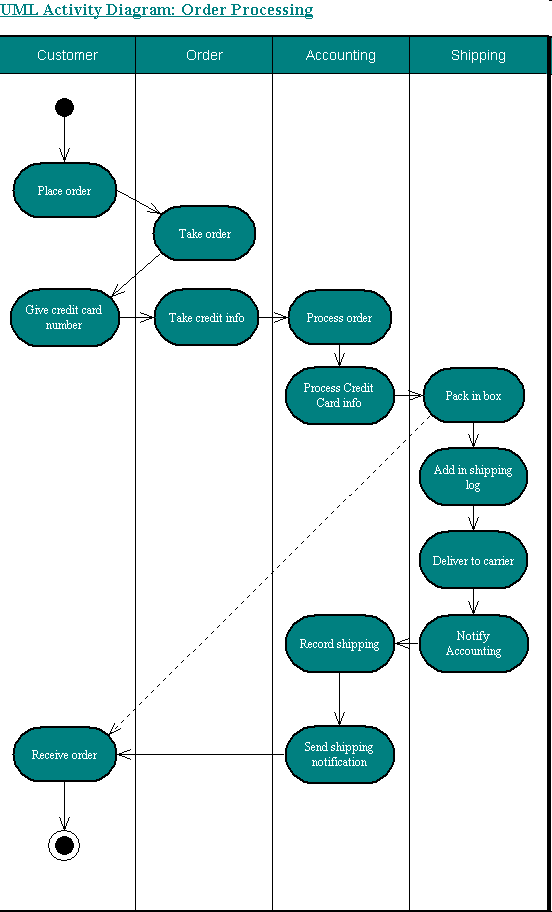 UML Activity Diagram: Order Processing
Customer
Order
Accounting
Shipping
Place order
Take order
Give credit card
number
Take credit info
Process order
Process Credit
Card info
Pack in box
Add in shipping
log
Deliver to carrier
Notify
Accounting
Record shipping
Send shipping
notification
Receive order